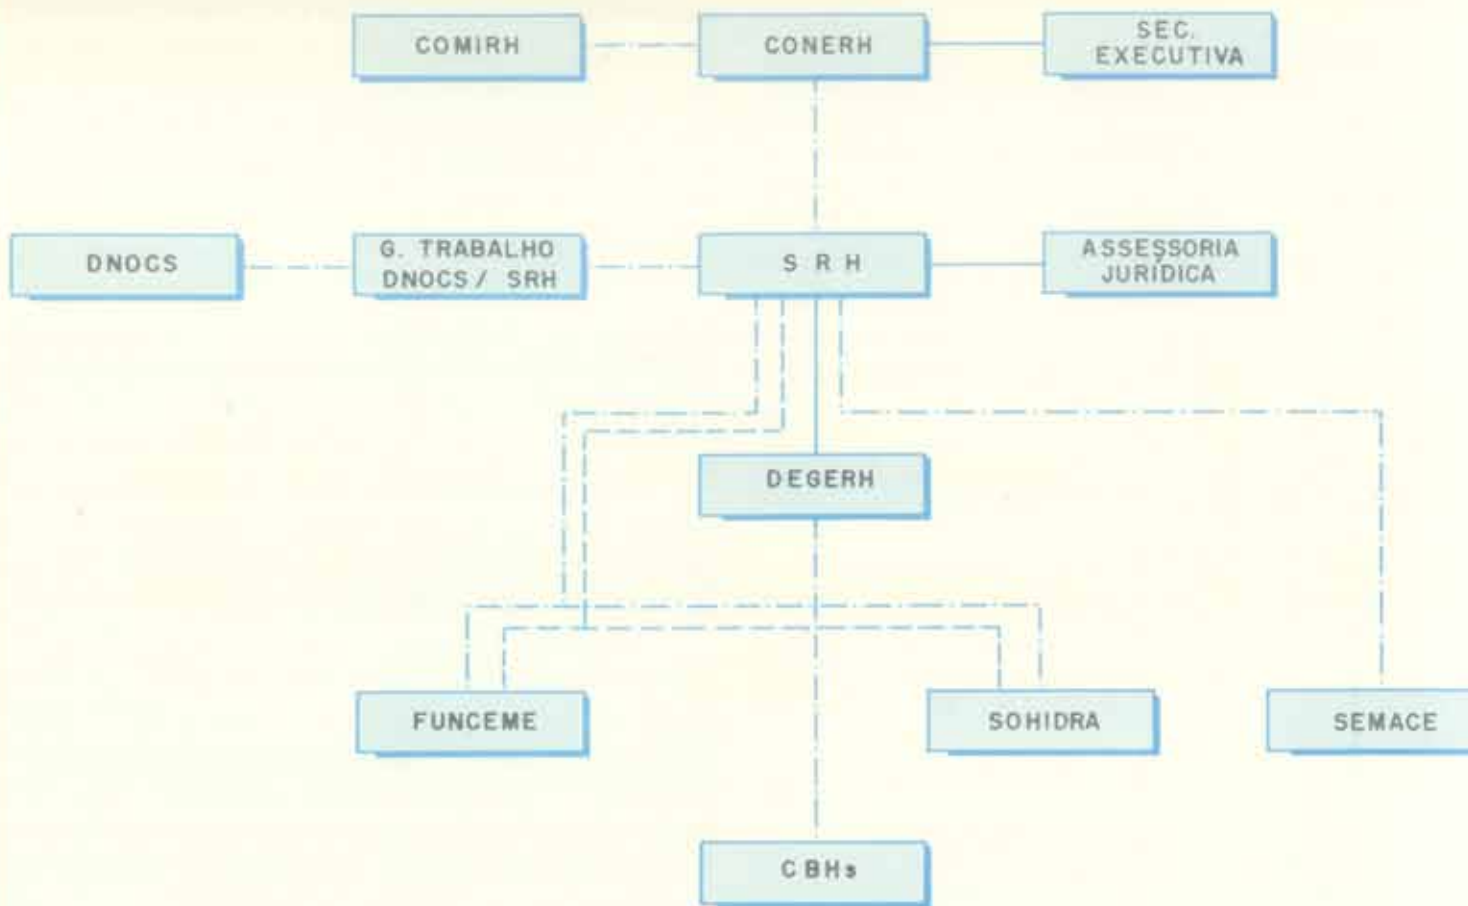 COMIRH
CONERH
SEC.
EXECUTIVA
DNOCS
G. TRABALHO
DNOCS / SRH
S R H
ASSESSORIA
JURÍDICA
DEGERH
FUNCEME
SOHIDRA
SEMACE
CBHs